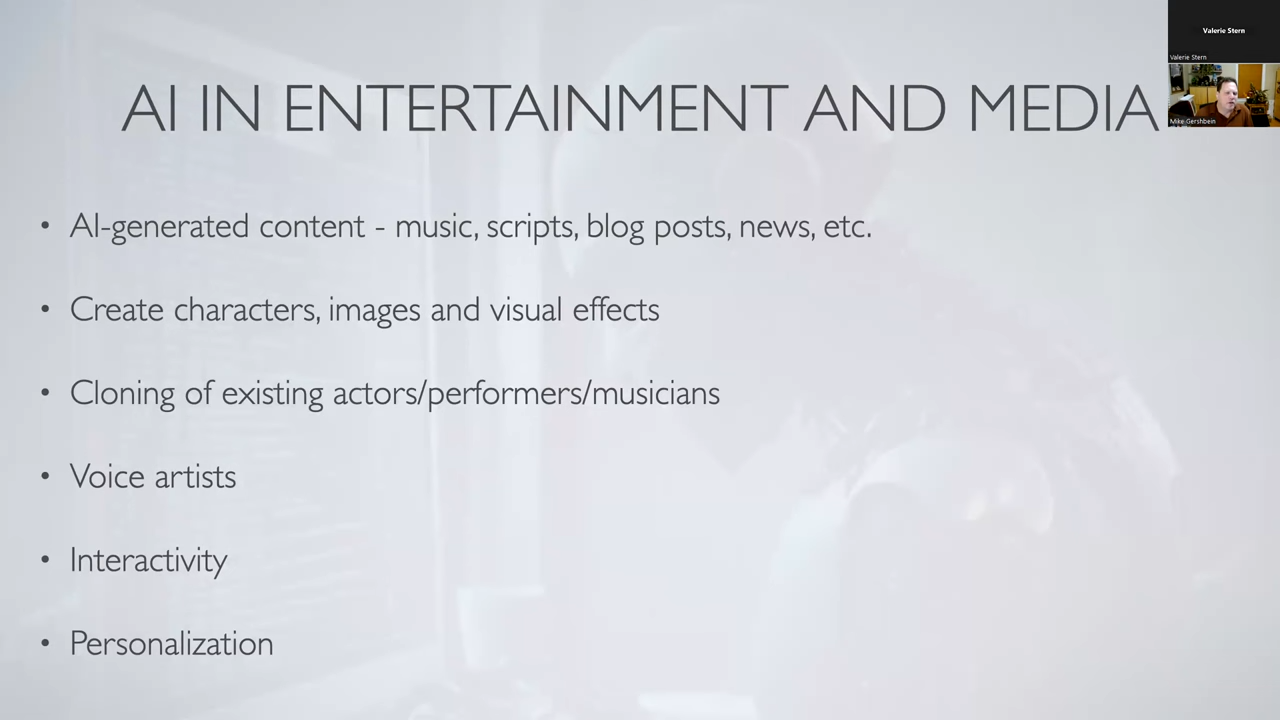 Valerie Stern
Valerie Stern
Mike Gershbein
AI IN ENTERTAINMENT AND MEDIA
• AI-generated content - music, scripts, blog posts, news, etc.
• Create characters, images and visual effects
• Cloning of existing actors/performers/musicians
• Voice artists
• Interactivity
• Personalization